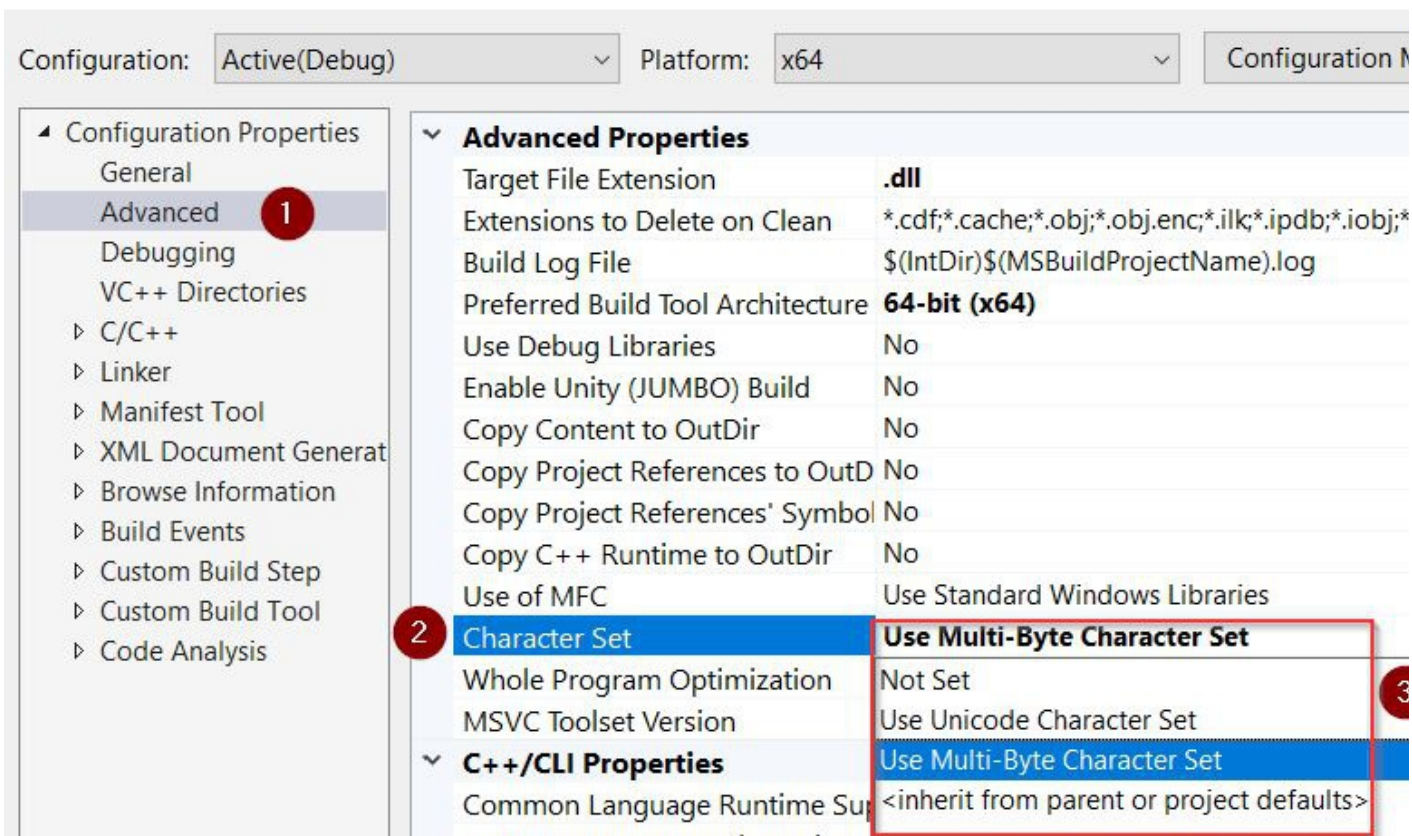 Configuration: Active(Debug) Platform: x64 Configuration M
Configuration Properties
General
Advanced 1
Debugging
VC++ Directories
C/C++
Linker
Manifest Tool
XML Document Generat
Browse Information
Build Events
Custom Build Step
Custom Build Tool
Code Analysis
Advanced Properties
Target File Extension .dll
Extensions to Delete on Clean *.cdf;*.cache;*.obj;*.obj.enc;*.ilk;*.ipdb;*.iobj;*
Build Log File $(IntDir)$(MSBuildProjectName).log
Preferred Build Tool Architecture 64-bit (x64)
Use Debug Libraries No
Enable Unity (JUMBO) Build No
Copy Content to OutDir No
Copy Project References to OutD No
Copy Project References' Symbol No
Copy C++ Runtime to OutDir No
Use of MFC Use Standard Windows Libraries
2 Character Set Use Multi-Byte Character Set
Whole Program Optimization Not Set 3
MSVC Toolset Version Use Unicode Character Set
C++/CLI Properties Use Multi-Byte Character Set
Common Language Runtime Sup <inherit from parent or project defaults>